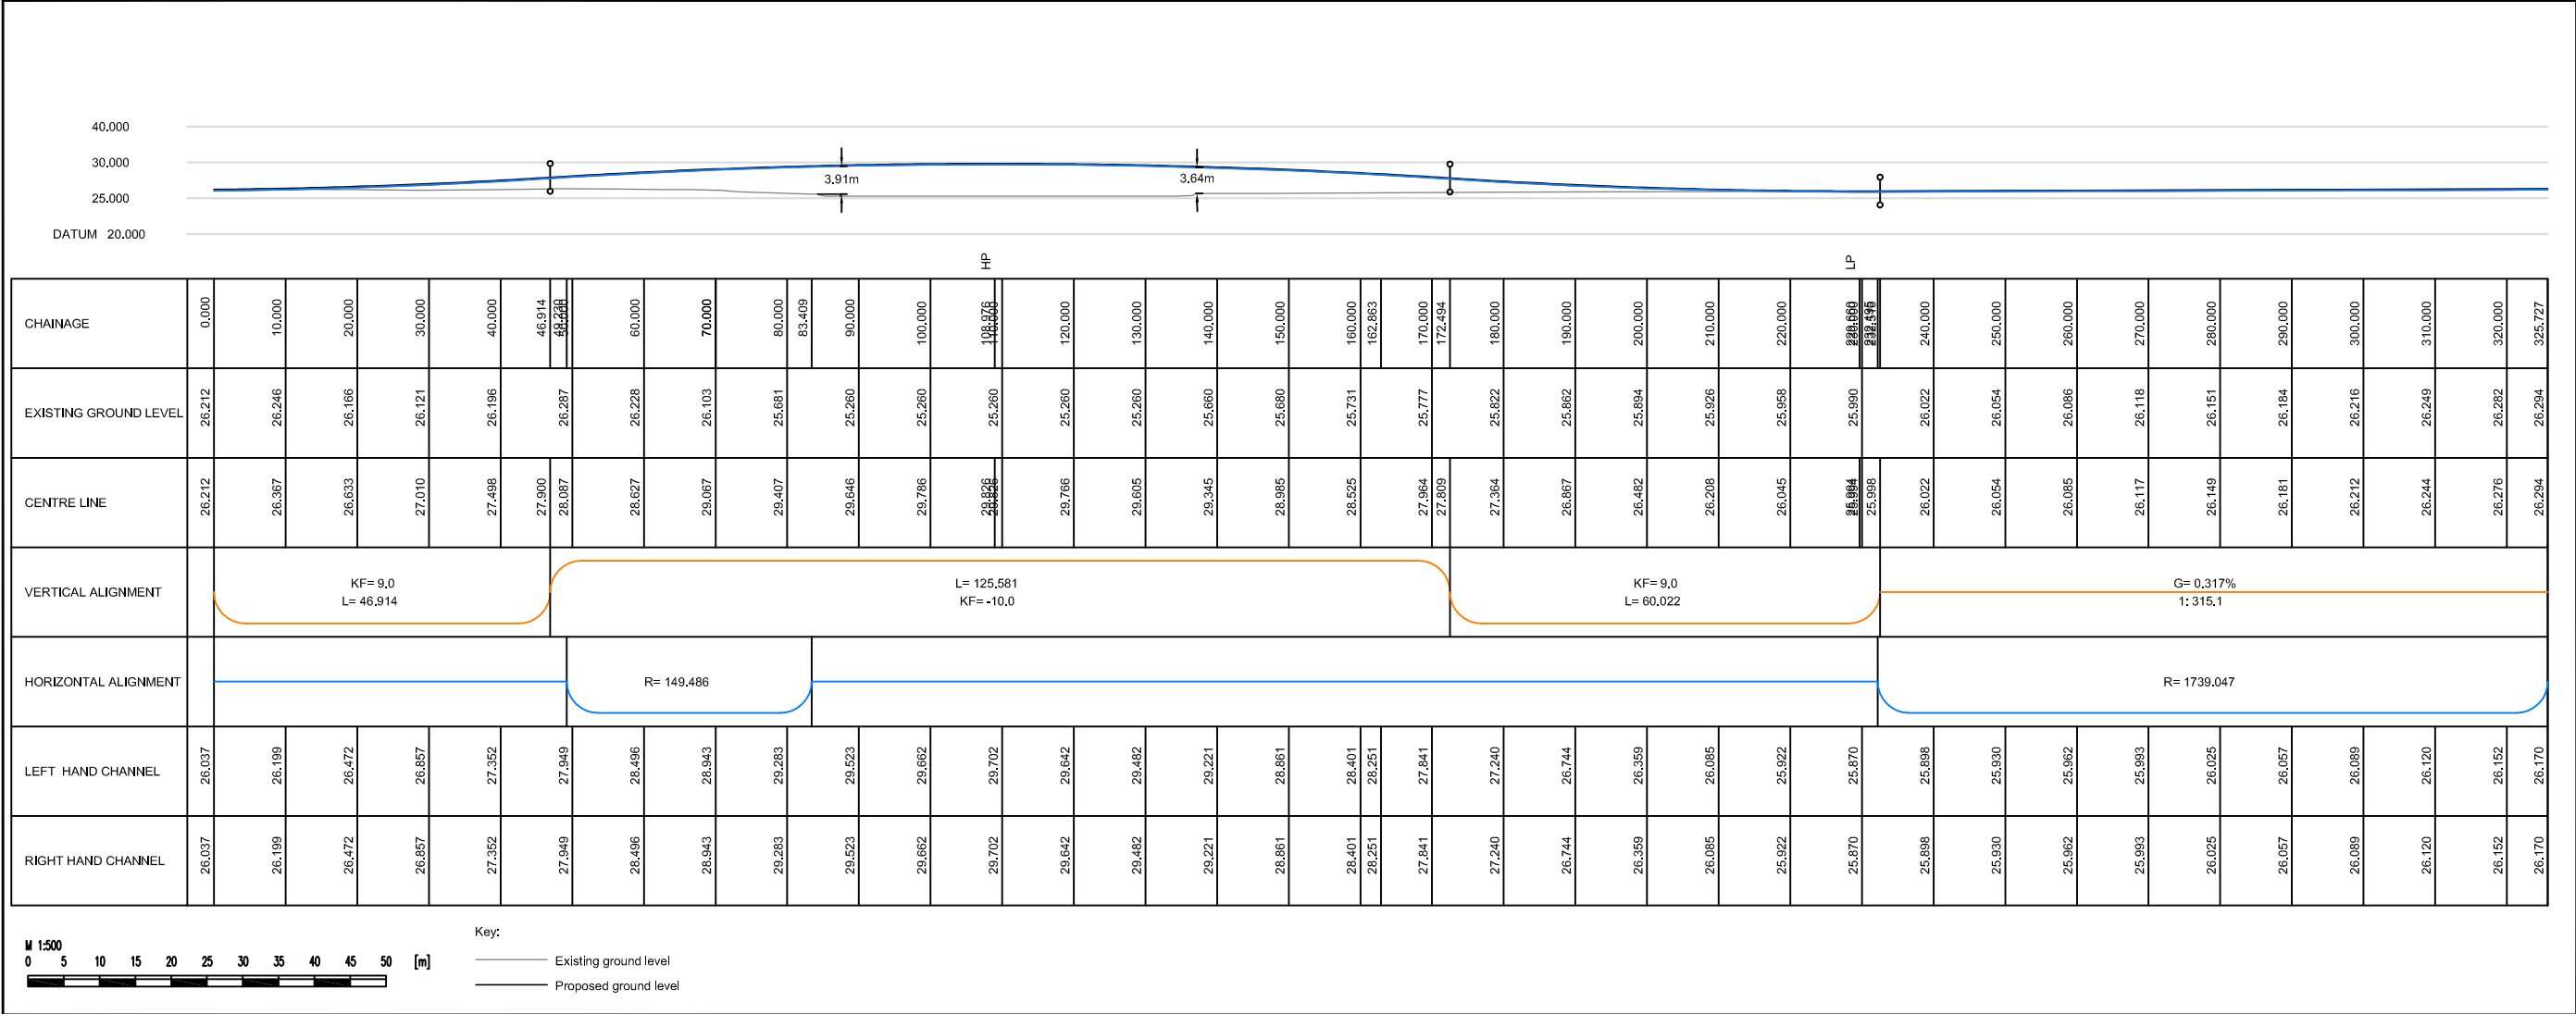 40.000
30.000
25.000
DATUM 20.000
3.91m
3.64m
HP
LP
CHAINAGE 0.000 10.000 20.000 30.000 40.000 46.914 60.000 70.000 80.000 83.409 90.000 100.000 108.976 110.000 120.000 130.000 140.000 150.000 160.000 162.863 170.000 172.494 180.000 190.000 200.000 210.000 220.000 240.000 250.000 260.000 270.000 280.000 290.000 300.000 310.000 320.000 325.727
EXISTING GROUND LEVEL 26.212 26.246 26.166 26.121 26.196 26.287 26.228 26.103 25.681 25.260 25.260 25.260 25.260 25.260 25.660 25.680 25.731 25.777 25.822 25.862 25.894 25.926 25.958 25.990 26.022 26.054 26.086 26.118 26.151 26.184 26.216 26.249 26.282 26.294
CENTRE LINE 26.212 26.367 26.633 27.010 27.498 27.900 28.087 28.627 29.067 29.407 29.646 29.786 29.826 29.766 29.605 29.345 28.985 28.525 27.964 27.809 27.364 26.867 26.482 26.208 26.045 25.994 25.998 26.022 26.054 26.085 26.117 26.149 26.181 26.212 26.244 26.276 26.294
VERTICAL ALIGNMENT
KF= 9.0
L= 46.914
L= 125.581
KF= -10.0
KF= 9.0
L= 60.022
G= 0.317%
1: 315.1
HORIZONTAL ALIGNMENT R= 149.486 R= 1739.047
LEFT HAND CHANNEL 26.037 26.199 26.472 26.857 27.352 27.949 28.496 28.943 29.283 29.523 29.662 29.702 29.642 29.482 29.221 28.861 28.401 28.251 27.841 27.240 26.744 26.359 26.085 25.922 25.870 25.898 25.930 25.962 25.993 26.025 26.057 26.089 26.120 26.152 26.170
RIGHT HAND CHANNEL 26.037 26.199 26.472 26.857 27.352 27.949 28.496 28.943 29.283 29.523 29.662 29.702 29.642 29.482 29.221 28.861 28.401 28.251 27.841 27.240 26.744 26.359 26.085 25.922 25.870 25.898 25.930 25.962 25.993 26.025 26.057 26.089 26.120 26.152 26.170
M 1:500
0 5 10 15 20 25 30 35 40 45 50 [m]
Key:
Existing ground level
Proposed ground level